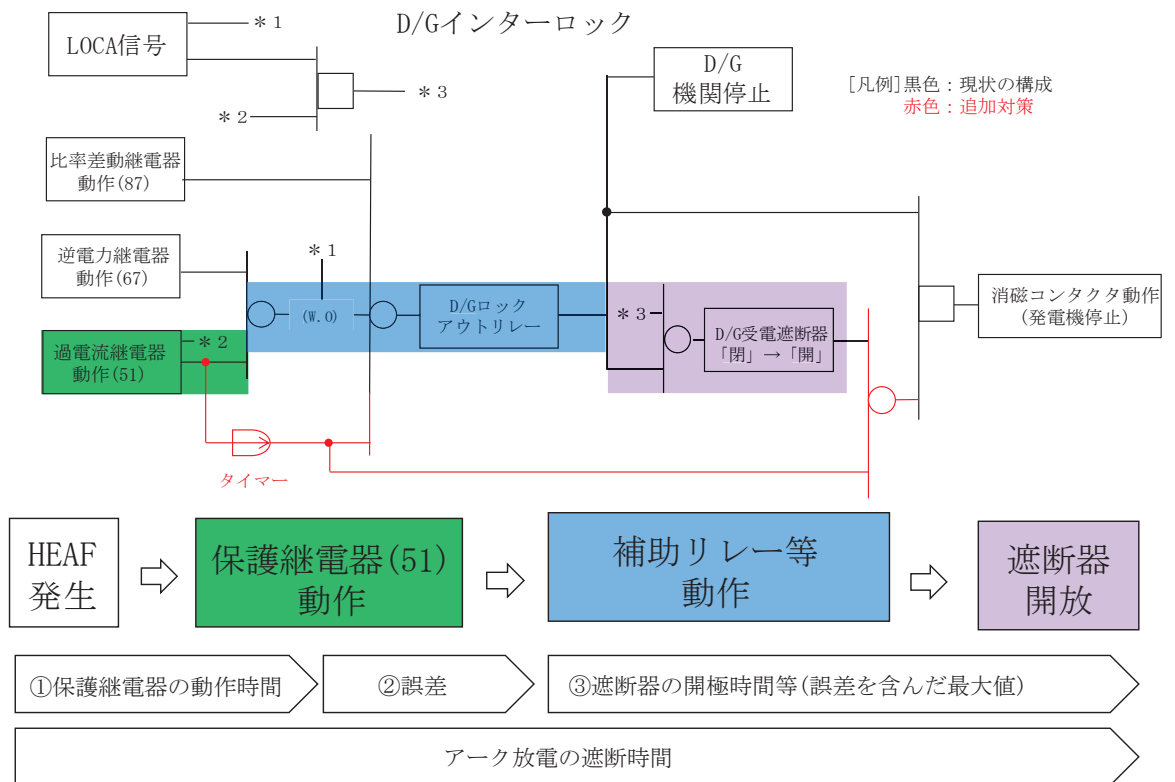 D/Gインターロック
LOCA信号
＊1
＊2
＊3
D/G
機関停止
[凡例]黒色：現状の構成
赤色：追加対策
比率差動継電器
動作(87)
逆電力継電器
動作(67)
＊1
(W.O)
D/Gロック
アウトリレー
＊3
D/G受電遮断器
「閉」→「開」
消磁コンタクタ動作
(発電機停止)
過電流継電器
動作(51)
＊2
タイマー
HEAF
発生
保護継電器(51)
動作
補助リレー等
動作
遮断器
開放
①保護継電器の動作時間
②誤差
③遮断器の開極時間等(誤差を含んだ最大値)
アーク放電の遮断時間